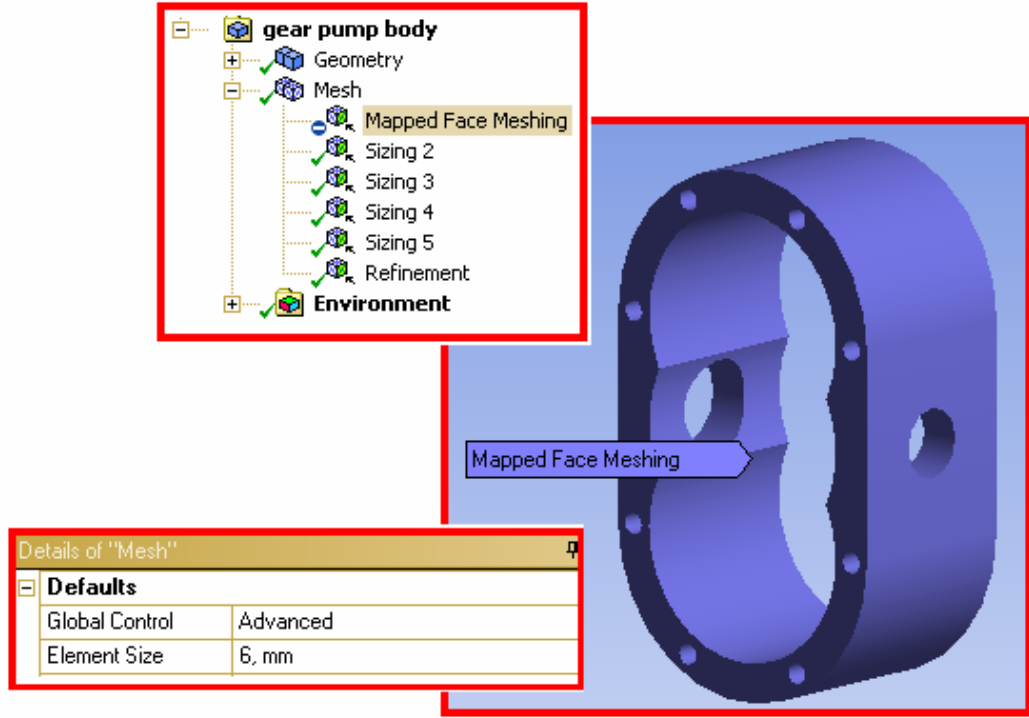 gear pump body
Geometry
Mesh
Mapped Face Meshing
Sizing 2
Sizing 3
Sizing 4
Sizing 5
Refinement
Environment
Mapped Face Meshing
Details of "Mesh"
Defaults
Global Control Advanced
Element Size 6, mm